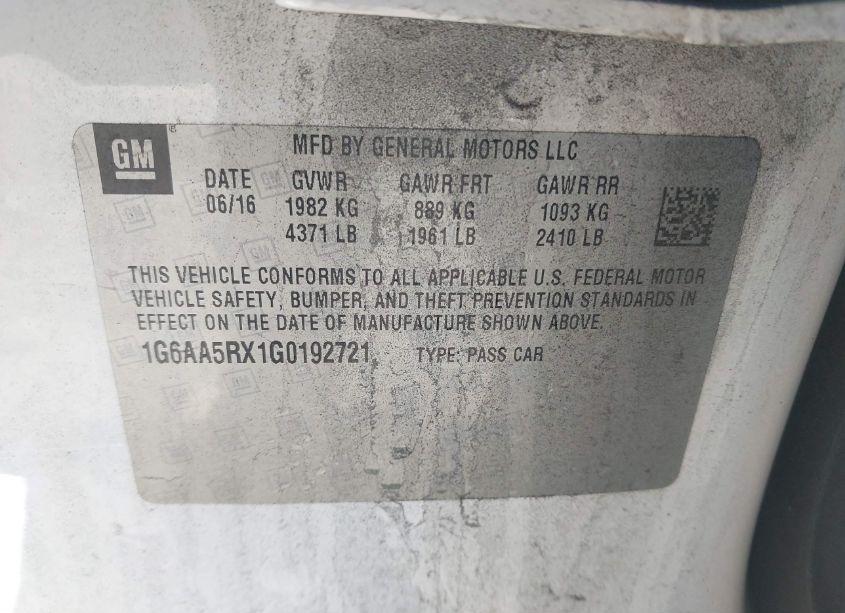 GM
MFD BY GENERAL MOTORS LLC
DATE GVWR GAWR FRT GAWR RR
06/16 1982 KG 889 KG 1093 KG
4371 LB 1961 LB 2410 LB
THIS VEHICLE CONFORMS TO ALL APPLICABLE U.S. FEDERAL MOTOR
VEHICLE SAFETY, BUMPER, AND THEFT PREVENTION STANDARDS IN
EFFECT ON THE DATE OF MANUFACTURE SHOWN ABOVE.
1G6AA5RX1G0192721 TYPE: PASS CAR